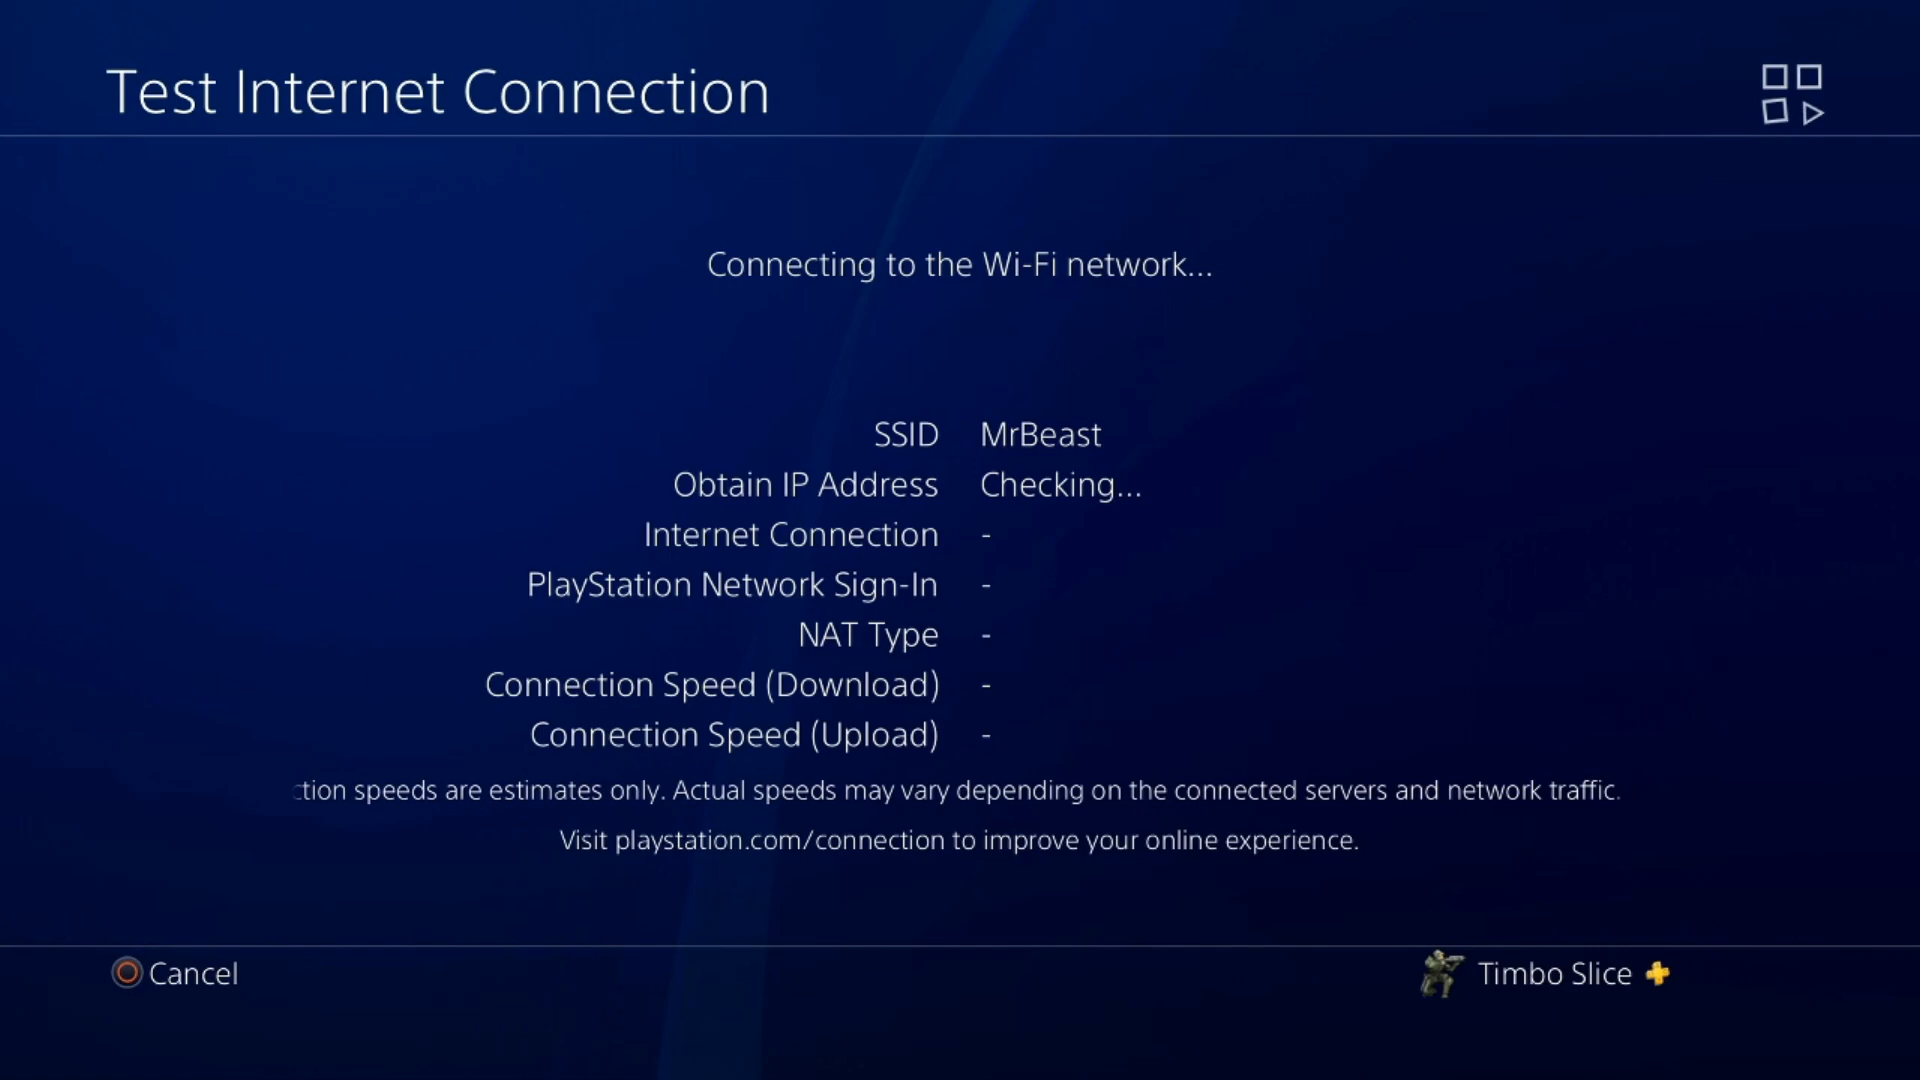 Test Internet Connection
Connecting to the Wi-Fi network...
SSID MrBeast
Obtain IP Address Checking...
Internet Connection -
PlayStation Network Sign-In -
NAT Type -
Connection Speed (Download) -
Connection Speed (Upload) -
ction speeds are estimates only. Actual speeds may vary depending on the connected servers and network traffic.
Visit playstation.com/connection to improve your online experience.
Cancel
Timbo Slice